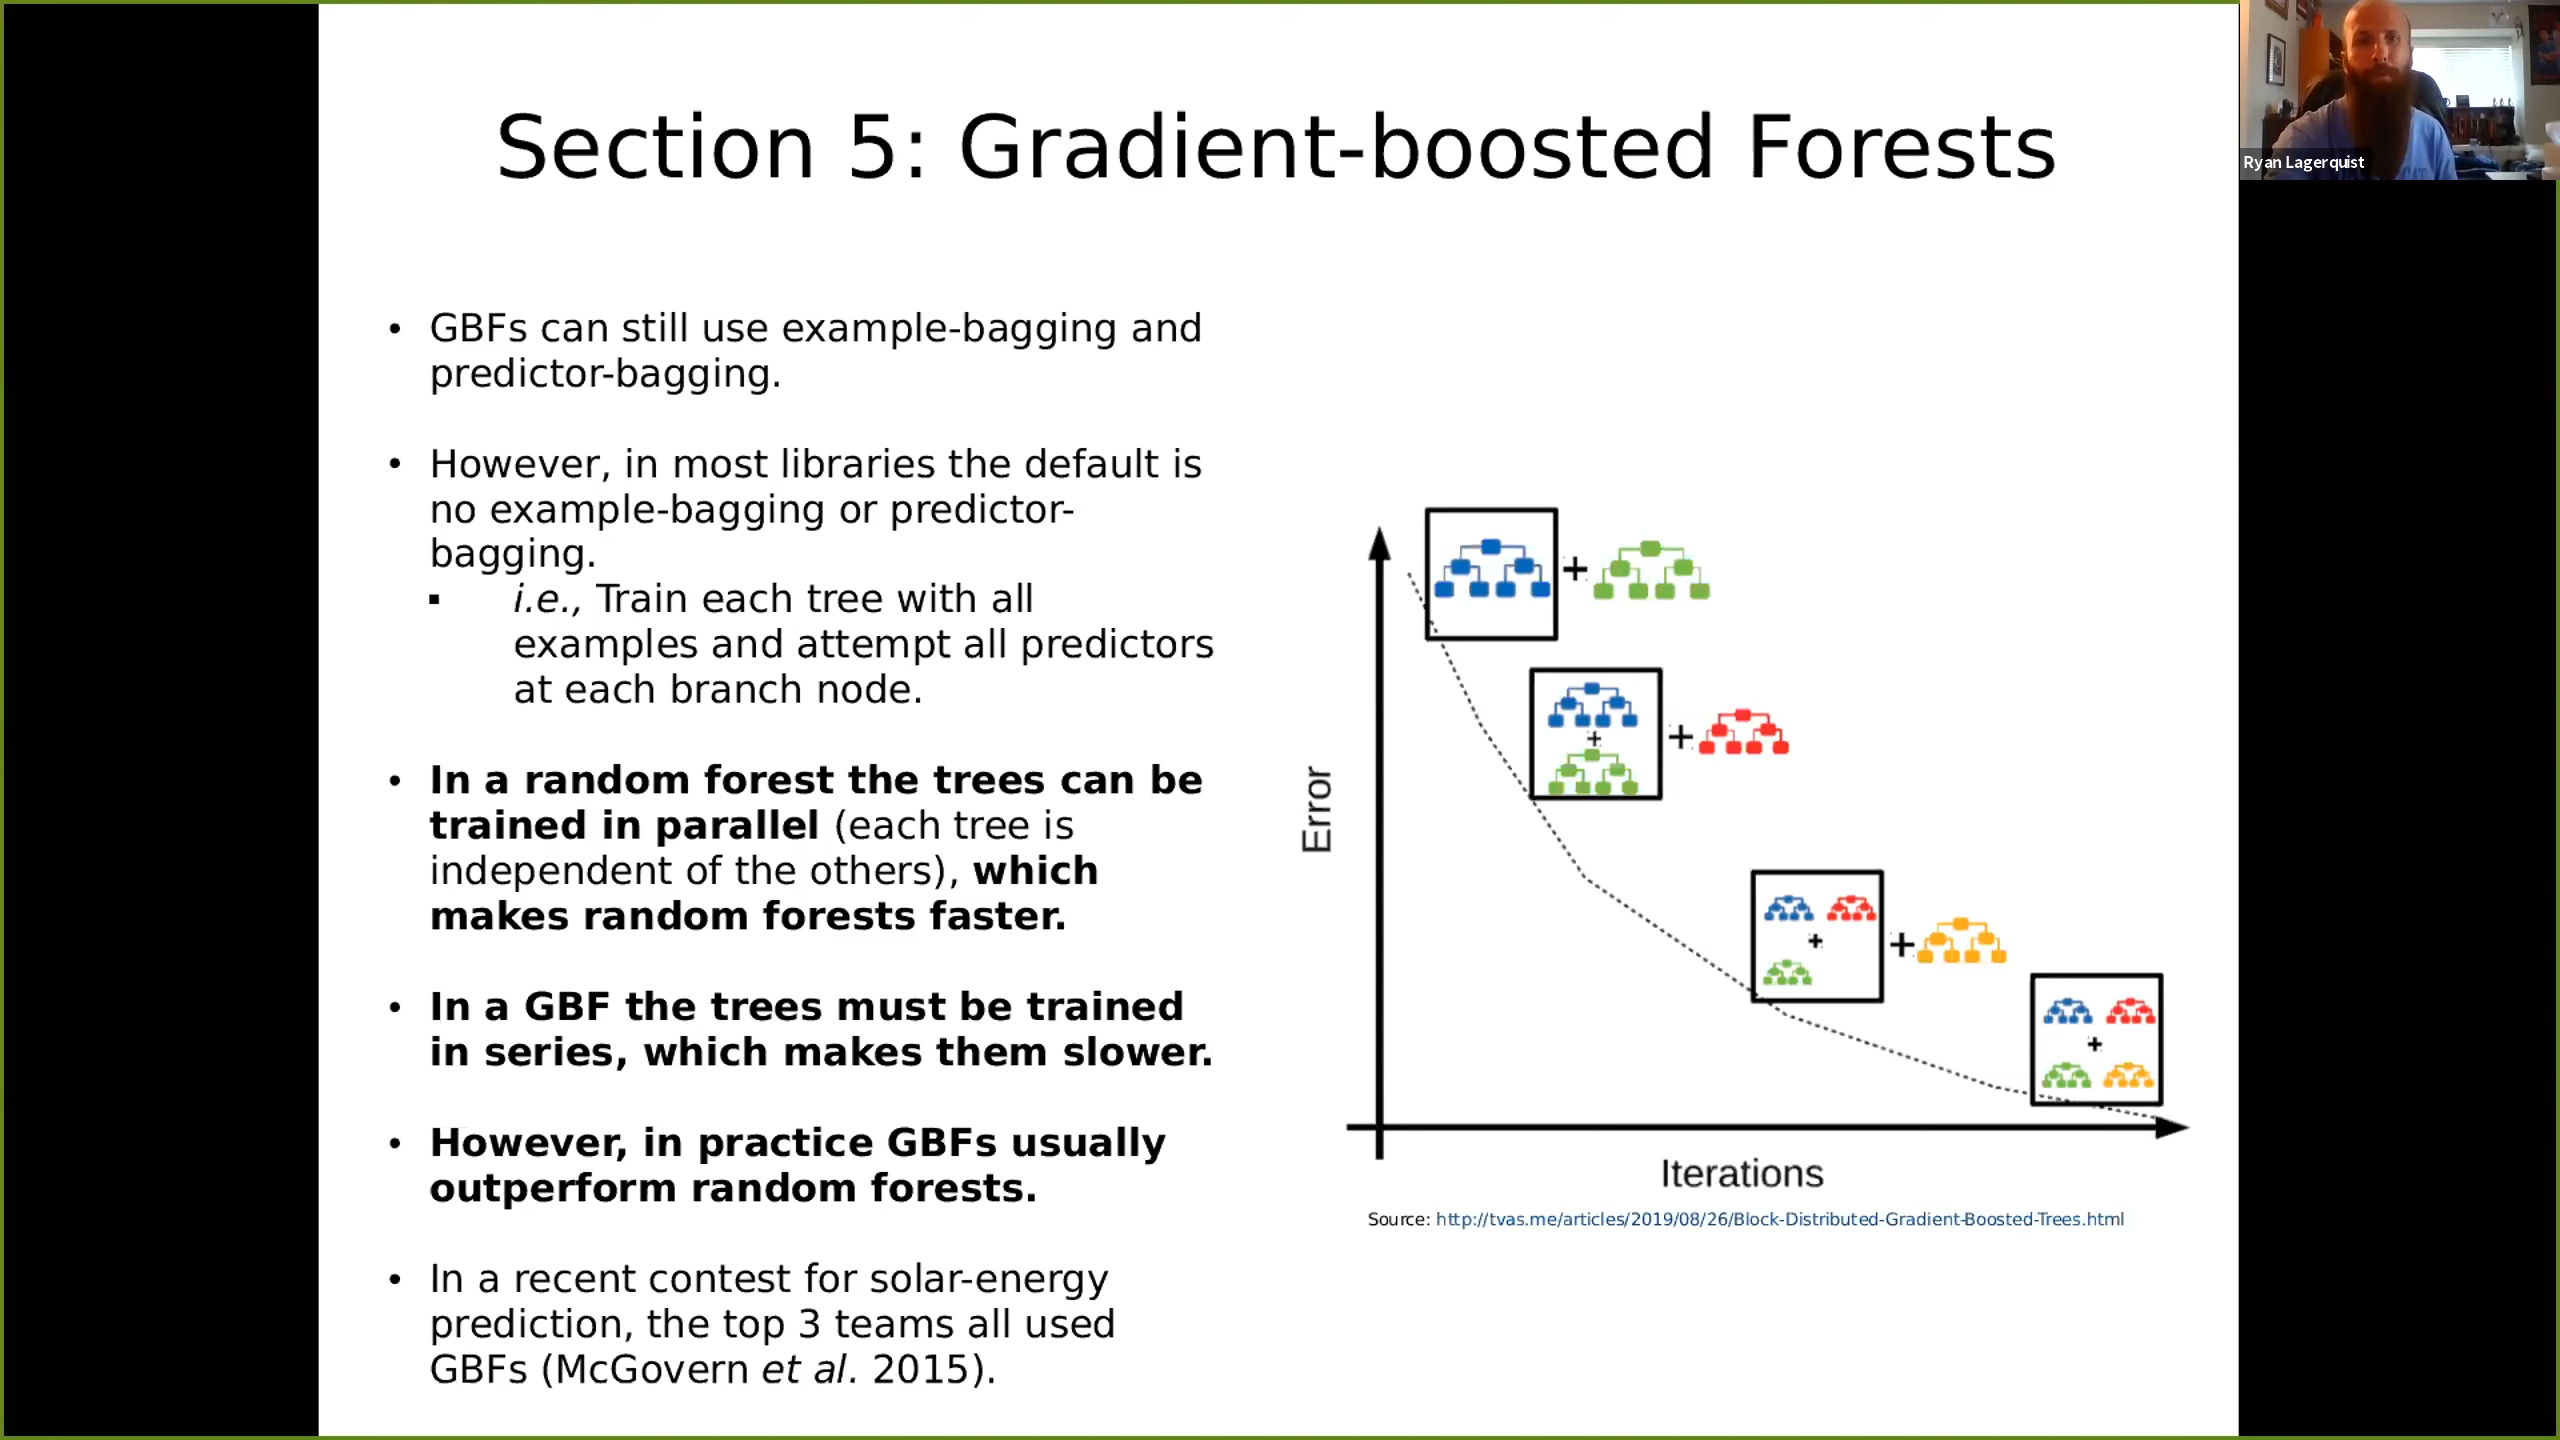 Section 5: Gradient-boosted Forests
Ryan Lagerquist
• GBFs can still use example-bagging and
predictor-bagging.
• However, in most libraries the default is
no example-bagging or predictor-
bagging.
▪ i.e., Train each tree with all
examples and attempt all predictors
at each branch node.
• In a random forest the trees can be
trained in parallel (each tree is
independent of the others), which
makes random forests faster.
• In a GBF the trees must be trained
in series, which makes them slower.
• However, in practice GBFs usually
outperform random forests.
• In a recent contest for solar-energy
prediction, the top 3 teams all used
GBFs (McGovern et al. 2015).
+
+
+
+
+
+
Error
Iterations
Source: http://tvas.me/articles/2019/08/26/Block-Distributed-Gradient-Boosted-Trees.html